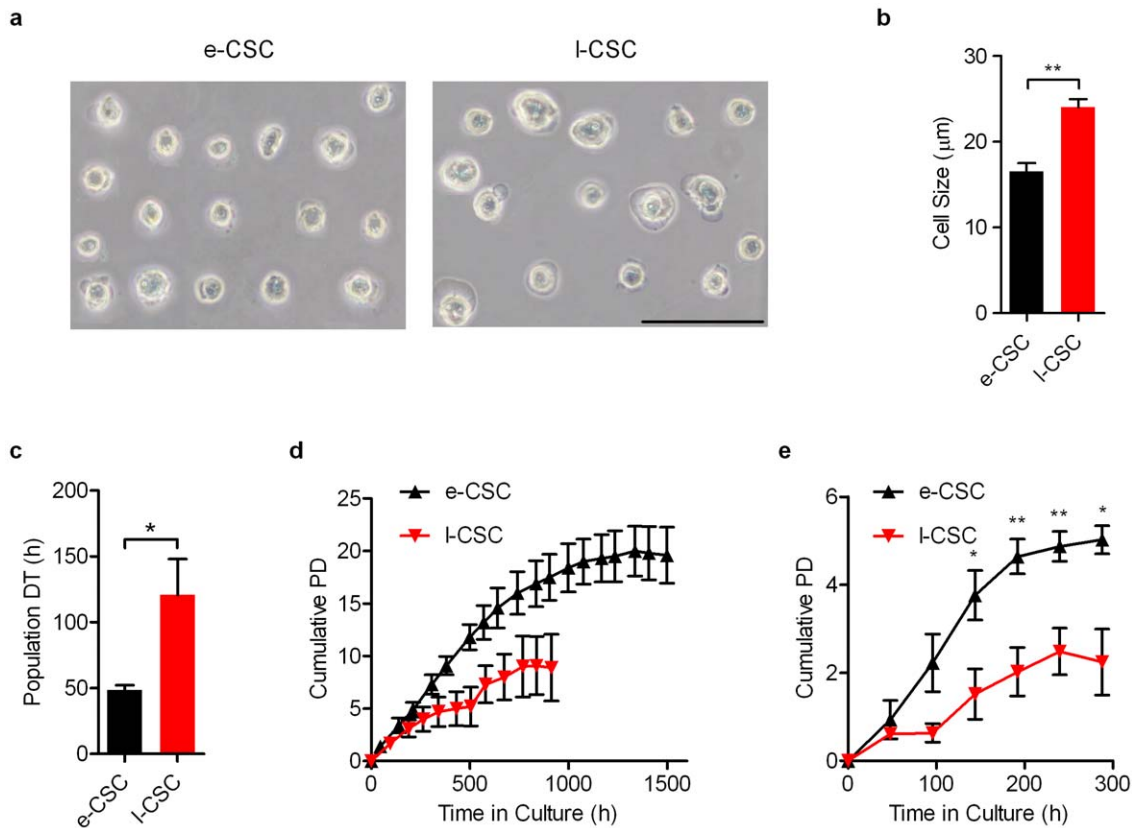 a
e-CSC
l-CSC
b
30
20
10
0
Cell Size (μm)
**
e-CSC
l-CSC
c
200
150
100
50
0
Population DT (h)
*
e-CSC
l-CSC
d
e-CSC
l-CSC
25
20
15
10
5
0
Cumulative PD
0 500 1000 1500
Time in Culture (h)
e
e-CSC
l-CSC
6
4
2
0
Cumulative PD
* ** ** *
0 100 200 300
Time in Culture (h)